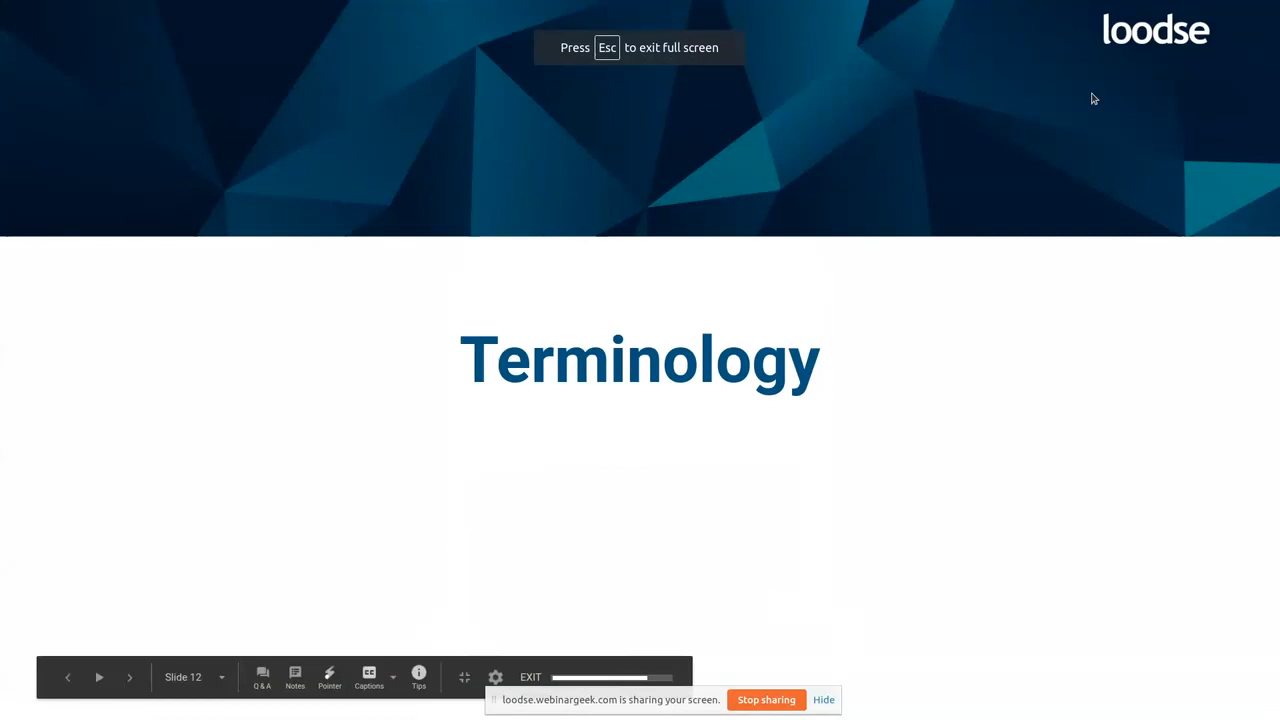 loodse
Press Esc to exit full screen
Terminology
Slide 12
Q & A
Notes
Pointer
CC
Captions
Tips
EXIT
loodse.webinargeek.com is sharing your screen.
Stop sharing
Hide